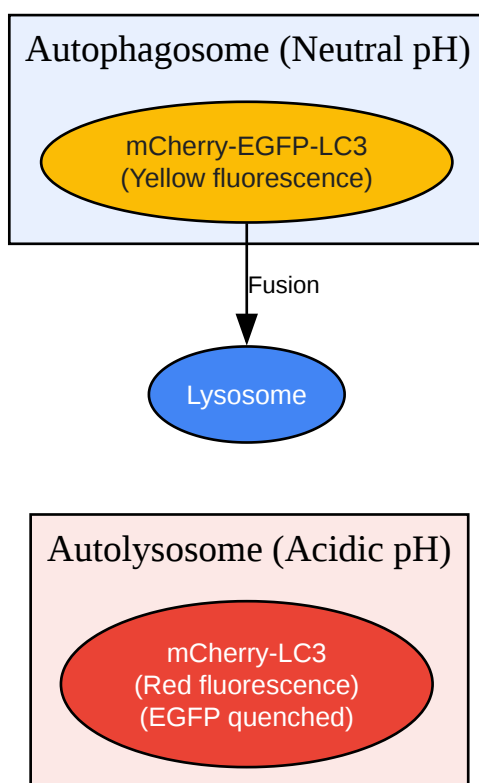 Autophagosome (Neutral pH)
mCherry-EGFP-LC3
(Yellow fluorescence)
Fusion
Lysosome
Autolysosome (Acidic pH)
mCherry-LC3
(Red fluorescence)
(EGFP quenched)